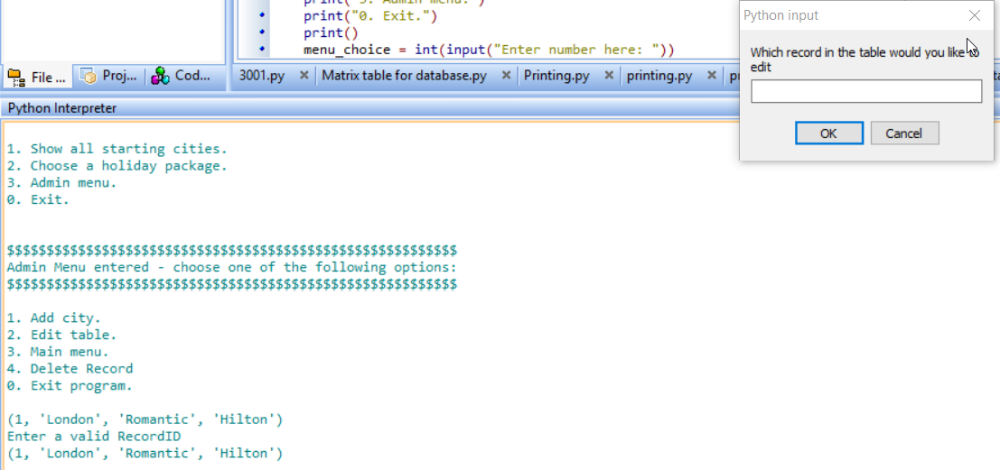 print("3. Admin menu.")
print("0. Exit.")
print()
menu_choice = int(input("Enter number here: "))
File ...
Proj...
Cod...
3001.py
Matrix table for database.py
Printing.py
printing.py
Python Interpreter
1. Show all starting cities.
2. Choose a holiday package.
3. Admin menu.
0. Exit.
$$$$$$$$$$$$$$$$$$$$$$$$$$$$$$$$$$$$$$$$$$$$$$$$$$$$$$$$$
Admin Menu entered - choose one of the following options:
$$$$$$$$$$$$$$$$$$$$$$$$$$$$$$$$$$$$$$$$$$$$$$$$$$$$$$$$$
1. Add city.
2. Edit table.
3. Main menu.
4. Delete Record
0. Exit program.
(1, 'London', 'Romantic', 'Hilton')
Enter a valid RecordID
(1, 'London', 'Romantic', 'Hilton')
Python input
Which record in the table would you like to
edit
OK
Cancel